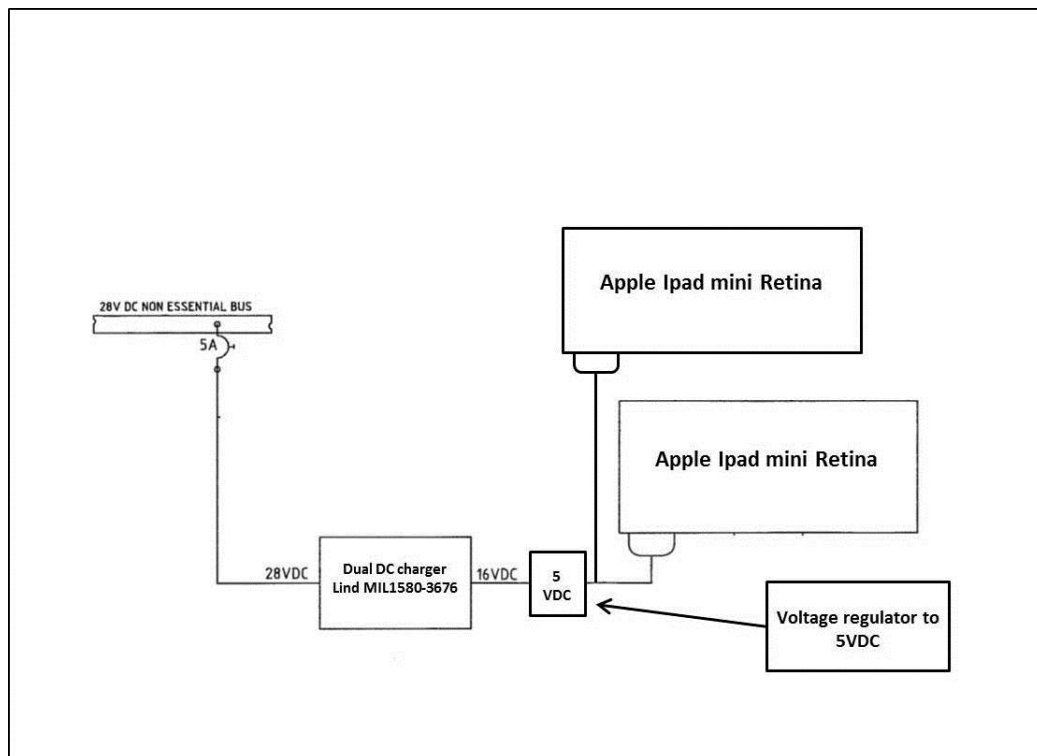 Apple Ipad mini Retina
28V DC NON ESSENTIAL BUS
5A
Apple Ipad mini Retina
28VDC
Dual DC charger
Lind MIL1580-3676
16VDC
5
VDC
Voltage regulator to
5VDC